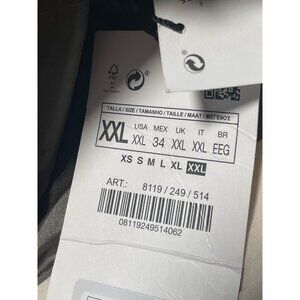 FSC
TALLA / SIZE / TAMANHO / TAILLE / MAAT / ΜΕΓΕΘΟΣ
XXL USA MEX UK IT BR
XXL 34 XXL XXL EEG
XS S M L XL XXL
ART.: 8119 / 249 / 514
08119249514062